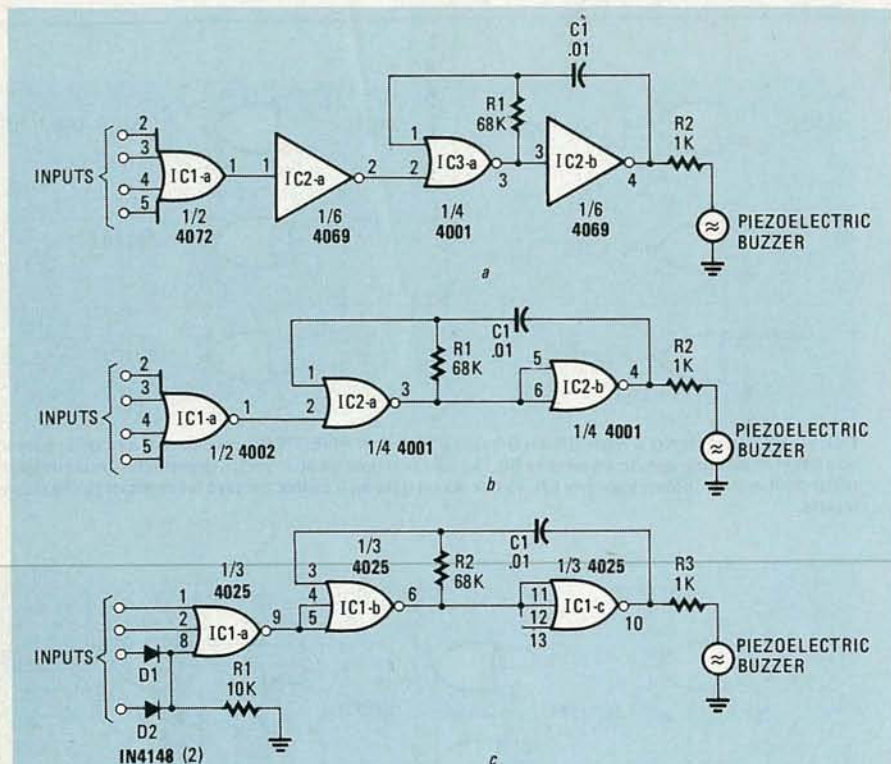 C1
.01
R1
68K
R2
1K
2
3
4
5
INPUTS
IC1-a
1
1
IC2-a
2
1
2
IC3-a
3
3
IC2-b
4
1/2
4072
1/6
4069
1/4
4001
1/6
4069
PIEZOELECTRIC
BUZZER
a
C1
.01
R1
68K
R2
1K
2
3
4
5
INPUTS
IC1-a
1
1
2
IC2-a
3
5
6
IC2-b
4
1/2 4002
1/4 4001
1/4 4001
PIEZOELECTRIC
BUZZER
b
1/3
4025
1/3
4025
C1
.01
R2
68K
1/3 4025
R3
1K
1
2
8
INPUTS
IC1-a
9
3
4
5
IC1-b
6
11
12
13
IC1-c
10
D1
D2
R1
10K
IN4148 (2)
PIEZOELECTRIC
BUZZER
c